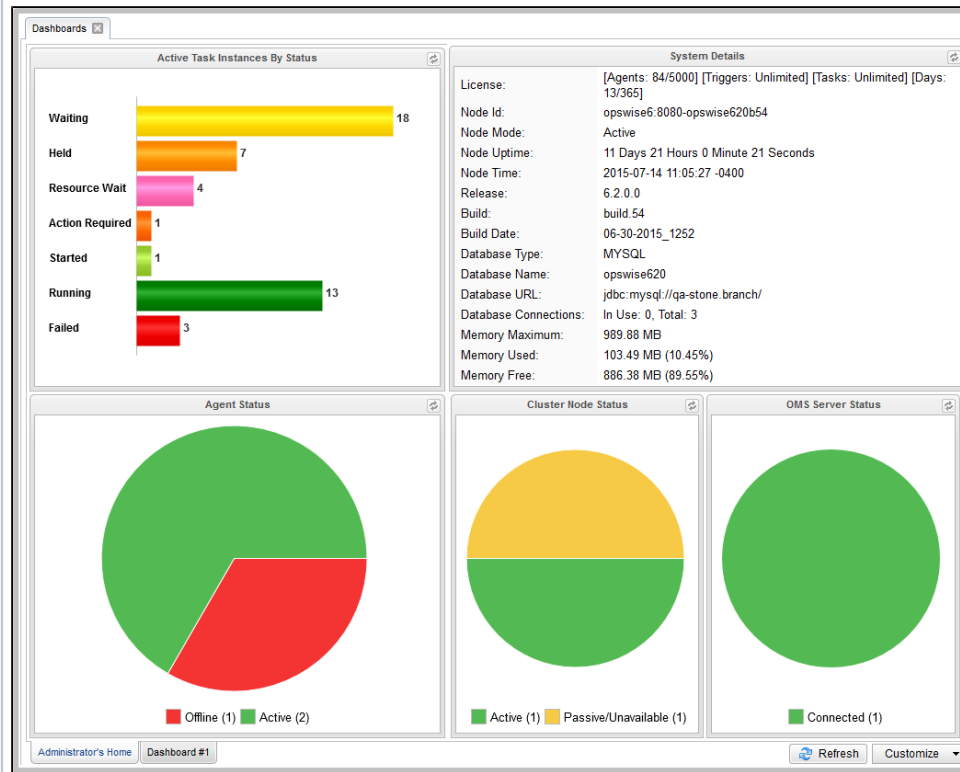 Dashboards
Active Task Instances By Status
Waiting 18
Held 7
Resource Wait 4
Action Required 1
Started 1
Running 13
Failed 3
System Details
License: [Agents: 84/5000] [Triggers: Unlimited] [Tasks: Unlimited] [Days:
13/365]
Node Id: opswise6:8080-opswise620b54
Node Mode: Active
Node Uptime: 11 Days 21 Hours 0 Minute 21 Seconds
Node Time: 2015-07-14 11:05:27 -0400
Release: 6.2.0.0
Build: build.54
Build Date: 06-30-2015_1252
Database Type: MYSQL
Database Name: opswise620
Database URL: jdbc:mysql://qa-stone.branch/
Database Connections: In Use: 0, Total: 3
Memory Maximum: 989.88 MB
Memory Used: 103.49 MB (10.45%)
Memory Free: 886.38 MB (89.55%)
Agent Status
Offline (1) Active (2)
Cluster Node Status
Active (1) Passive/Unavailable (1)
OMS Server Status
Connected (1)
Administrator's Home Dashboard #1
Refresh Customize